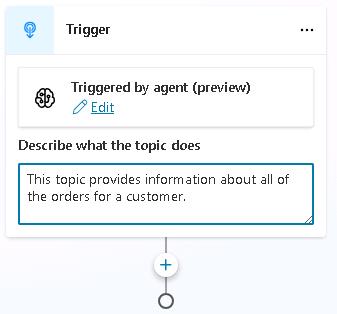 Trigger
Triggered by agent (preview)
Edit
Describe what the topic does
This topic provides information about all of
the orders for a customer.